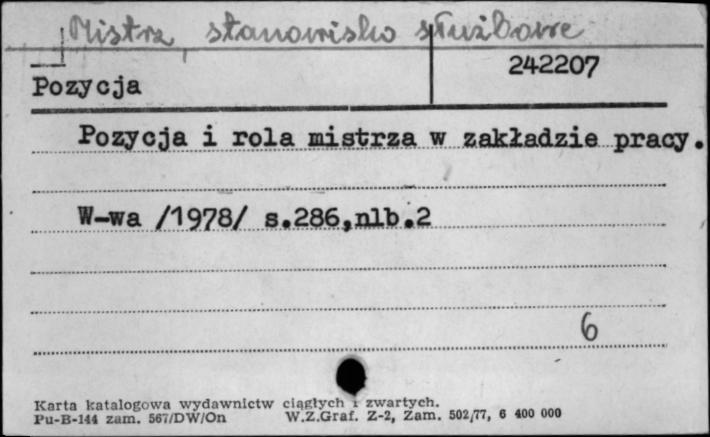 Mistrz, stanowisko służbowe
242207
Pozycja
Pozycja i rola mistrza w zakładzie pracy.
W-wa /1978/ s.286,nlb.2
6
Karta katalogowa wydawnictw ciągłych i zwartych.
Pu-B-144 zam. 567/DW/On W.Z.Graf. Z-2, Zam. 502/77, 6 400 000